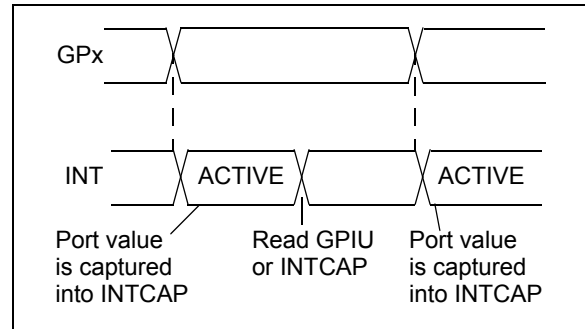 GPx
INT
ACTIVE
ACTIVE
Port value
is captured
into INTCAP
Read GPIU
or INTCAP
Port value
is captured
into INTCAP